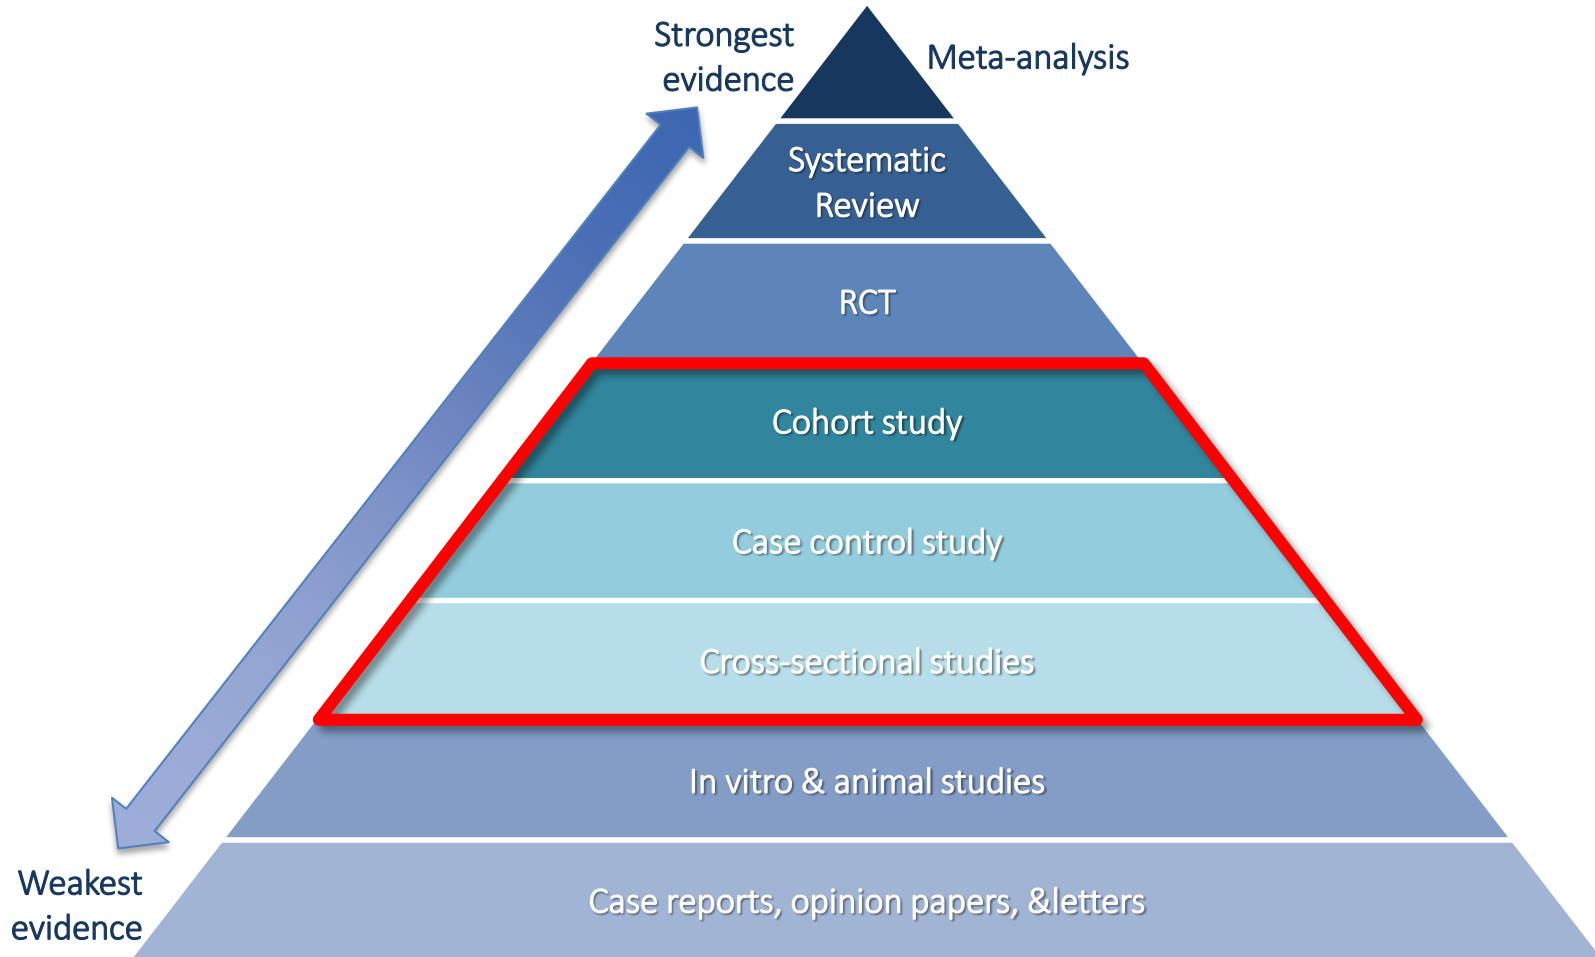 Strongest
evidence
Meta-analysis
Systematic
Review
RCT
Cohort study
Case control study
Cross-sectional studies
In vitro & animal studies
Weakest
evidence
Case reports, opinion papers, &letters